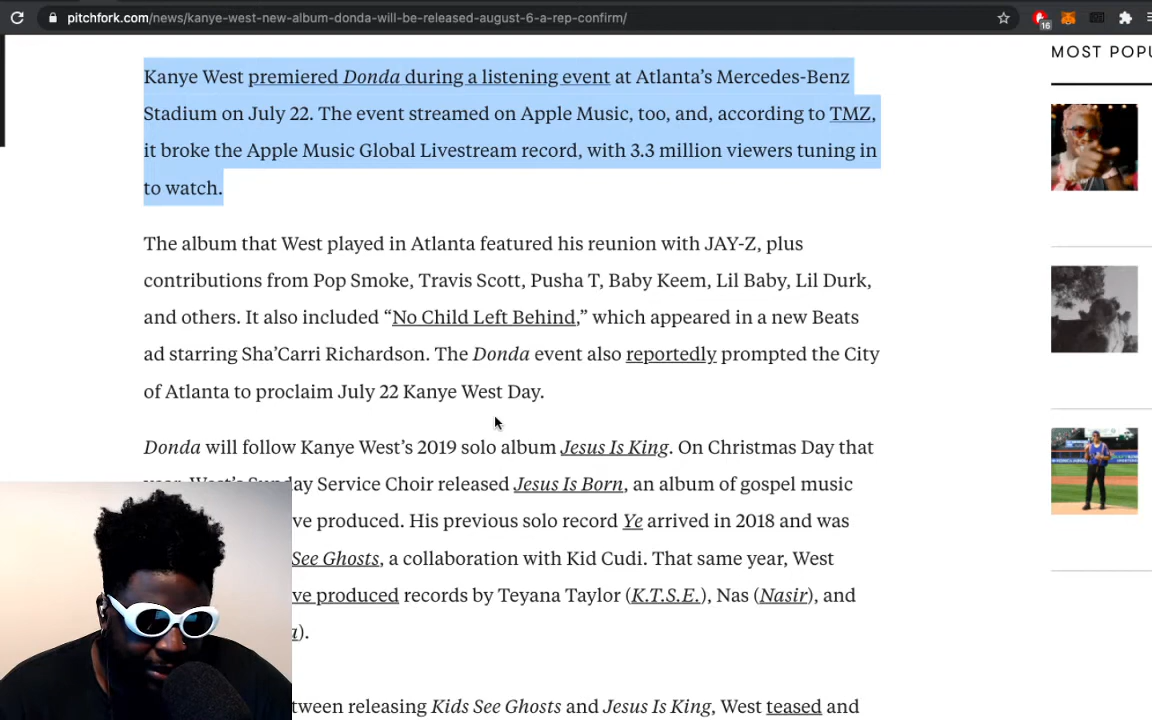 pitchfork.com/news/kanye-west-new-album-donda-will-be-released-august-6-a-rep-confirm/
16
MOST POPU
Kanye West premiered Donda during a listening event at Atlanta’s Mercedes-Benz
Stadium on July 22. The event streamed on Apple Music, too, and, according to TMZ,
it broke the Apple Music Global Livestream record, with 3.3 million viewers tuning in
to watch.
The album that West played in Atlanta featured his reunion with JAY-Z, plus
contributions from Pop Smoke, Travis Scott, Pusha T, Baby Keem, Lil Baby, Lil Durk,
and others. It also included “No Child Left Behind,” which appeared in a new Beats
ad starring Sha’Carri Richardson. The Donda event also reportedly prompted the City
of Atlanta to proclaim July 22 Kanye West Day.
Donda will follow Kanye West’s 2019 solo album Jesus Is King. On Christmas Day that
year, West’s Sunday Service Choir released Jesus Is Born, an album of gospel music
ve produced. His previous solo record Ye arrived in 2018 and was
See Ghosts, a collaboration with Kid Cudi. That same year, West
ve produced records by Teyana Taylor (K.T.S.E.), Nas (Nasir), and
).
tween releasing Kids See Ghosts and Jesus Is King, West teased and